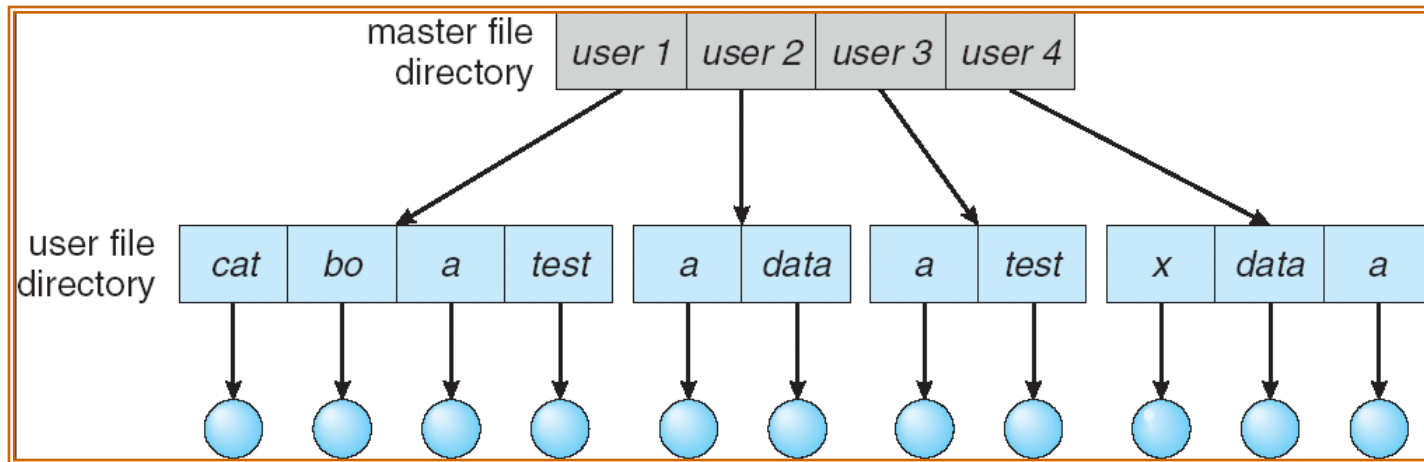 master file
directory
user 1 user 2 user 3 user 4
user file
directory
cat bo a test a data a test x data a